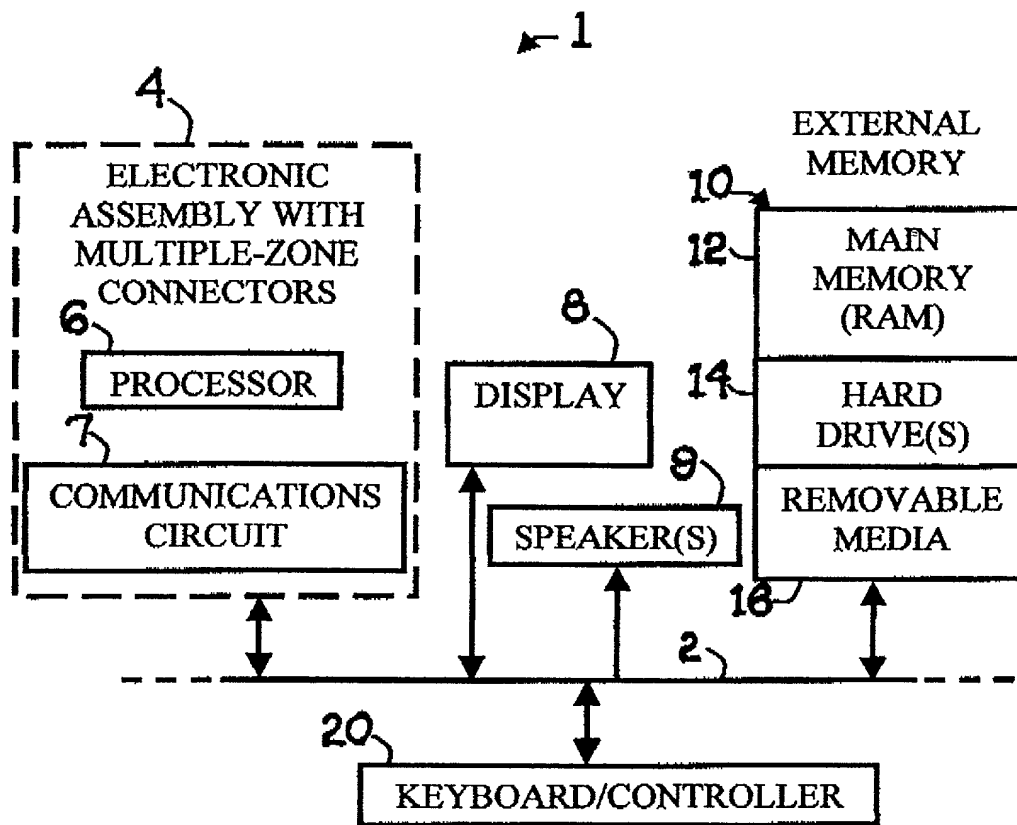 1
4
ELECTRONIC
ASSEMBLY WITH
MULTIPLE-ZONE
CONNECTORS
6
PROCESSOR
7
COMMUNICATIONS
CIRCUIT
8
DISPLAY
9
SPEAKER(S)
EXTERNAL
MEMORY
10
12
MAIN
MEMORY
(RAM)
14
HARD
DRIVE(S)
REMOVABLE
MEDIA
16
2
20
KEYBOARD/CONTROLLER